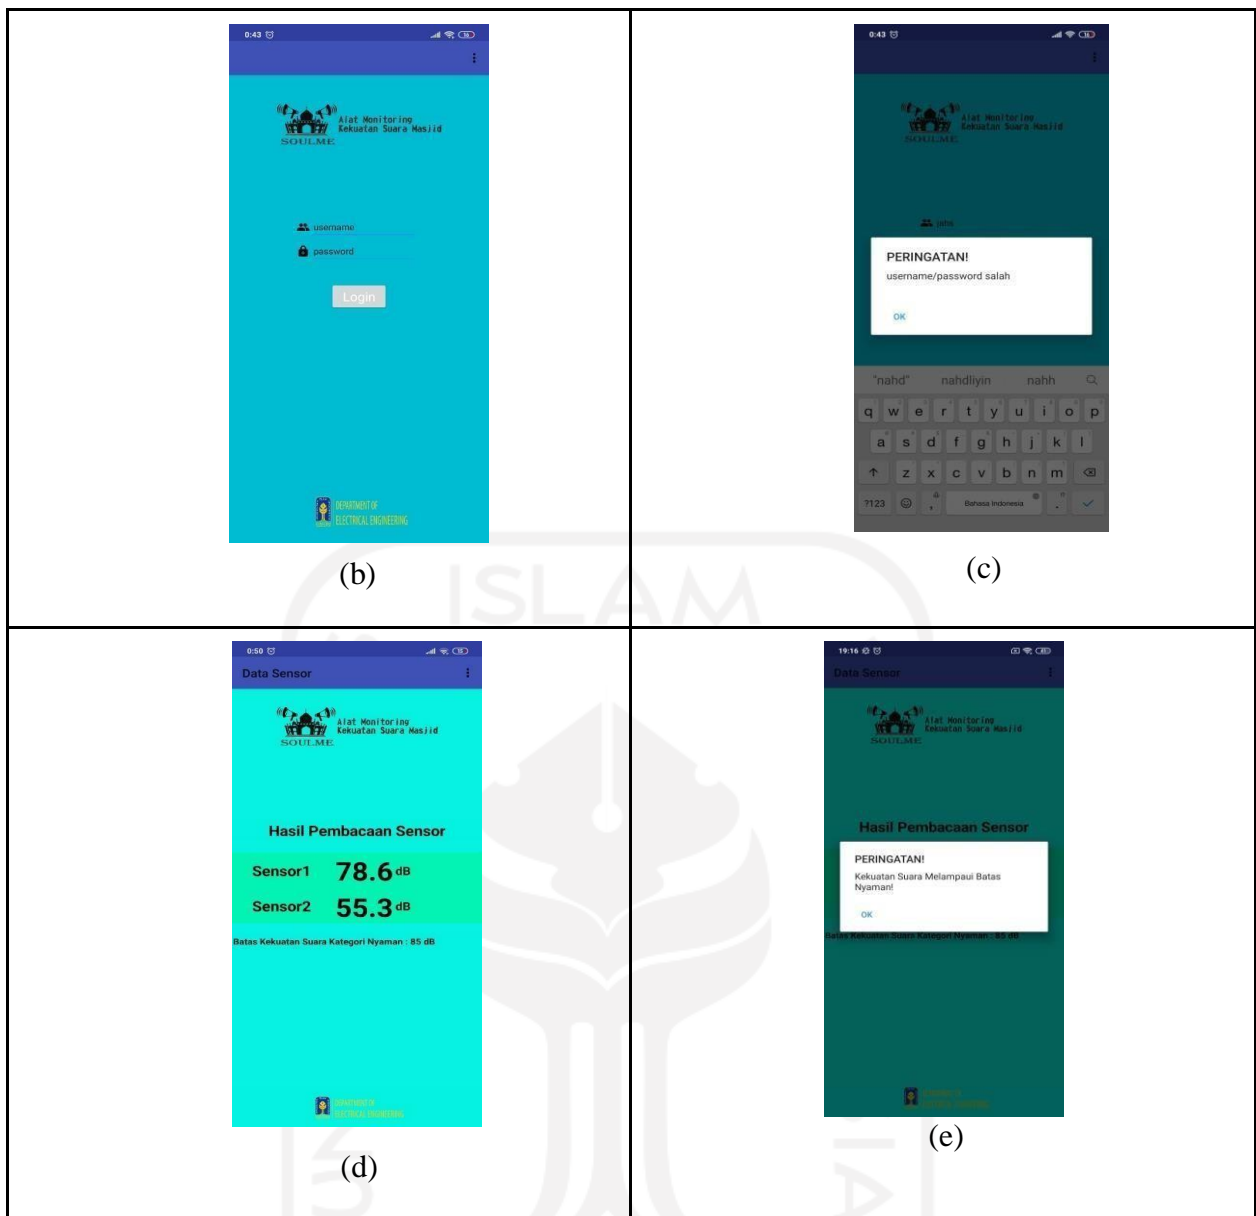 0:43
Alat Monitoring
Kekuatan Suara Masjid
SOULME
username
password
Login
DEPARTMENT OF
ELECTRICAL ENGINEERING
(b)
0:43
Alat Monitoring
Kekuatan Suara Masjid
SOULME
PERINGATAN!
username/password salah
OK
"nahd" nahdliyin nahh
q w e r t y u i o p
a s d f g h j k l
z x c v b n m
?123 , Bahasa Indonesia .
(c)
ISLAM
0:50
Data Sensor
Alat Monitoring
Kekuatan Suara Masjid
SOULME
Hasil Pembacaan Sensor
Sensor1 78.6 dB
Sensor2 55.3 dB
Batas Kekuatan Suara Kategori Nyaman : 85 dB
DEPARTMENT OF
ELECTRICAL ENGINEERING
(d)
19:16
Data Sensor
Alat Monitoring
Kekuatan Suara Masjid
SOULME
Hasil Pembacaan Sensor
PERINGATAN!
Kekuatan Suara Melampaui Batas
Nyaman!
OK
Batas Kekuatan Suara Kategori Nyaman : 85 dB
(e)